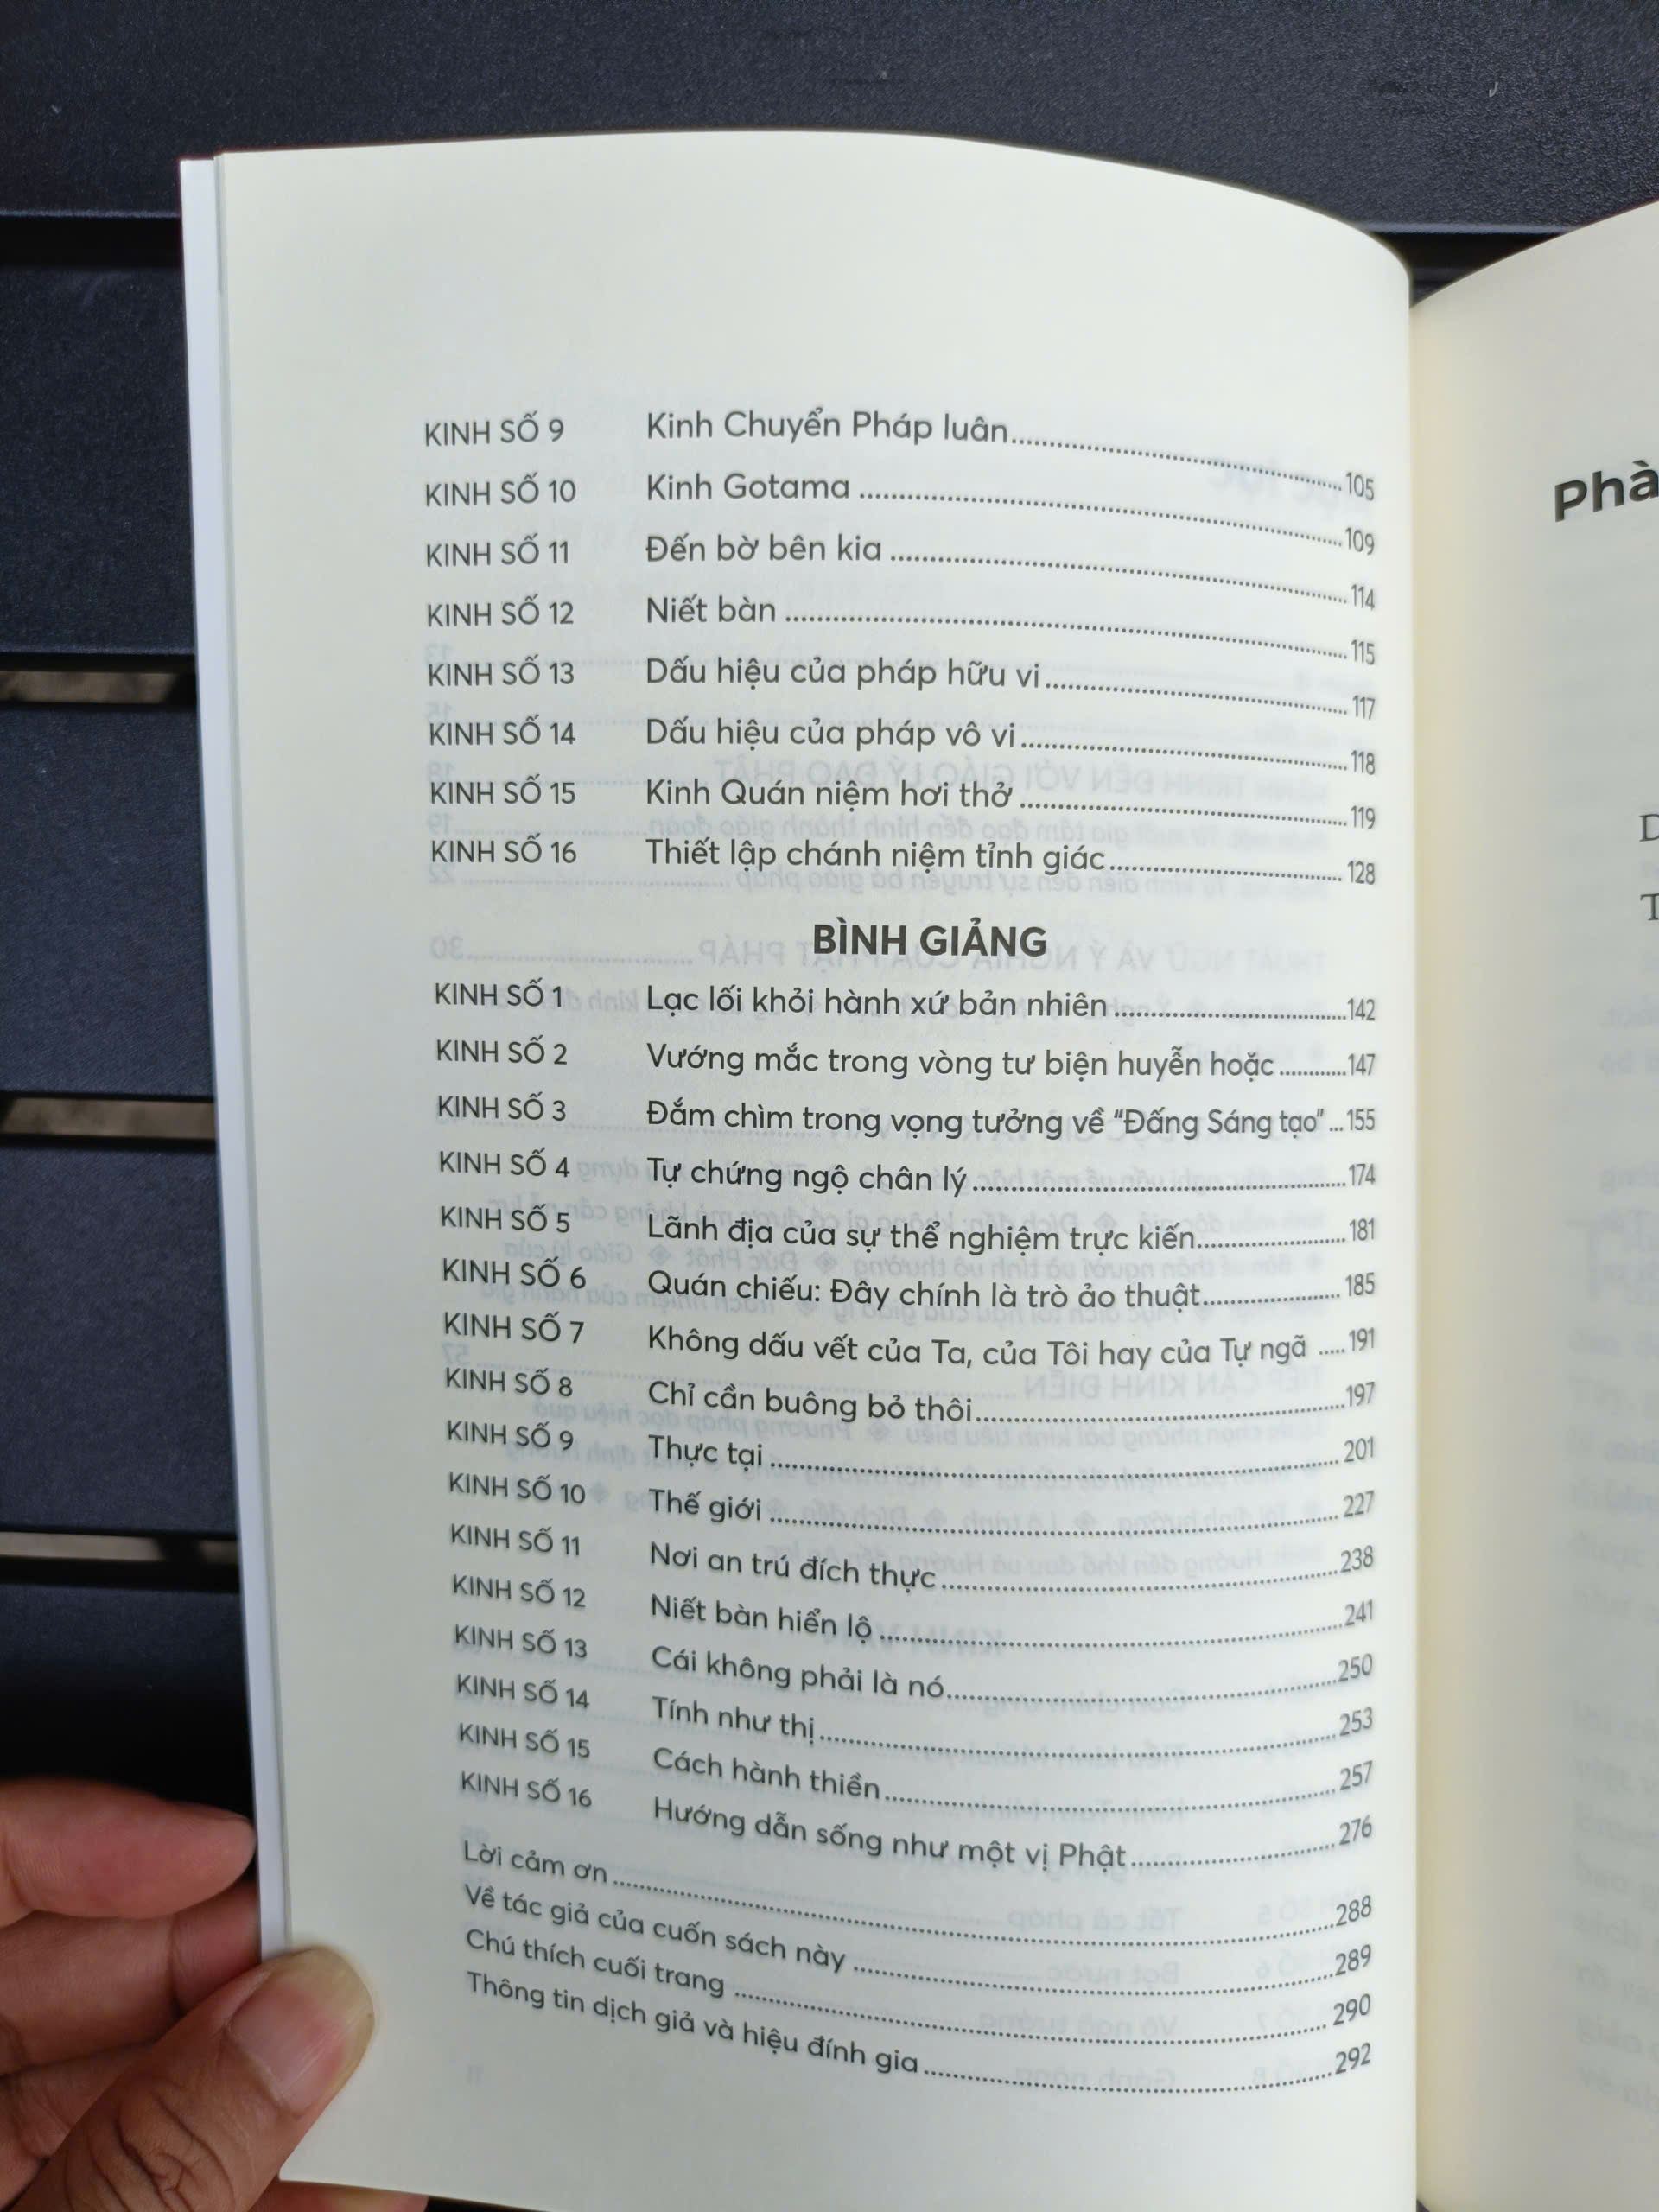 KINH SỐ 9 Kinh Chuyển Pháp luân 105
KINH SỐ 10 Kinh Gotama 109
KINH SỐ 11 Đến bờ bên kia 114
KINH SỐ 12 Niết bàn 115
KINH SỐ 13 Dấu hiệu của pháp hữu vi 117
KINH SỐ 14 Dấu hiệu của pháp vô vi 118
KINH SỐ 15 Kinh Quán niệm hơi thở 119
KINH SỐ 16 Thiết lập chánh niệm tỉnh giác 128
BÌNH GIẢNG
KINH SỐ 1 Lạc lối khỏi hành xứ bản nhiên 142
KINH SỐ 2 Vướng mắc trong vòng tư biện huyễn hoặc 147
KINH SỐ 3 Đắm chìm trong vọng tưởng về “Đấng Sáng tạo” 155
KINH SỐ 4 Tự chứng ngộ chân lý 174
KINH SỐ 5 Lãnh địa của sự thể nghiệm trực kiến 181
KINH SỐ 6 Quán chiếu: Đây chính là trò ảo thuật 185
KINH SỐ 7 Không dấu vết của Ta, của Tôi hay của Tự ngã 191
KINH SỐ 8 Chỉ cần buông bỏ thôi 197
KINH SỐ 9 Thực tại 201
KINH SỐ 10 Thế giới 227
KINH SỐ 11 Nơi an trú đích thực 238
KINH SỐ 12 Niết bàn hiển lộ 241
KINH SỐ 13 Cái không phải là nó 250
KINH SỐ 14 Tính như thị 253
KINH SỐ 15 Cách hành thiền 257
KINH SỐ 16 Hướng dẫn sống như một vị Phật 276
Lời cảm ơn 288
Về tác giả của cuốn sách này 289
Chú thích cuối trang 290
Thông tin dịch giả và hiệu đính gia 292